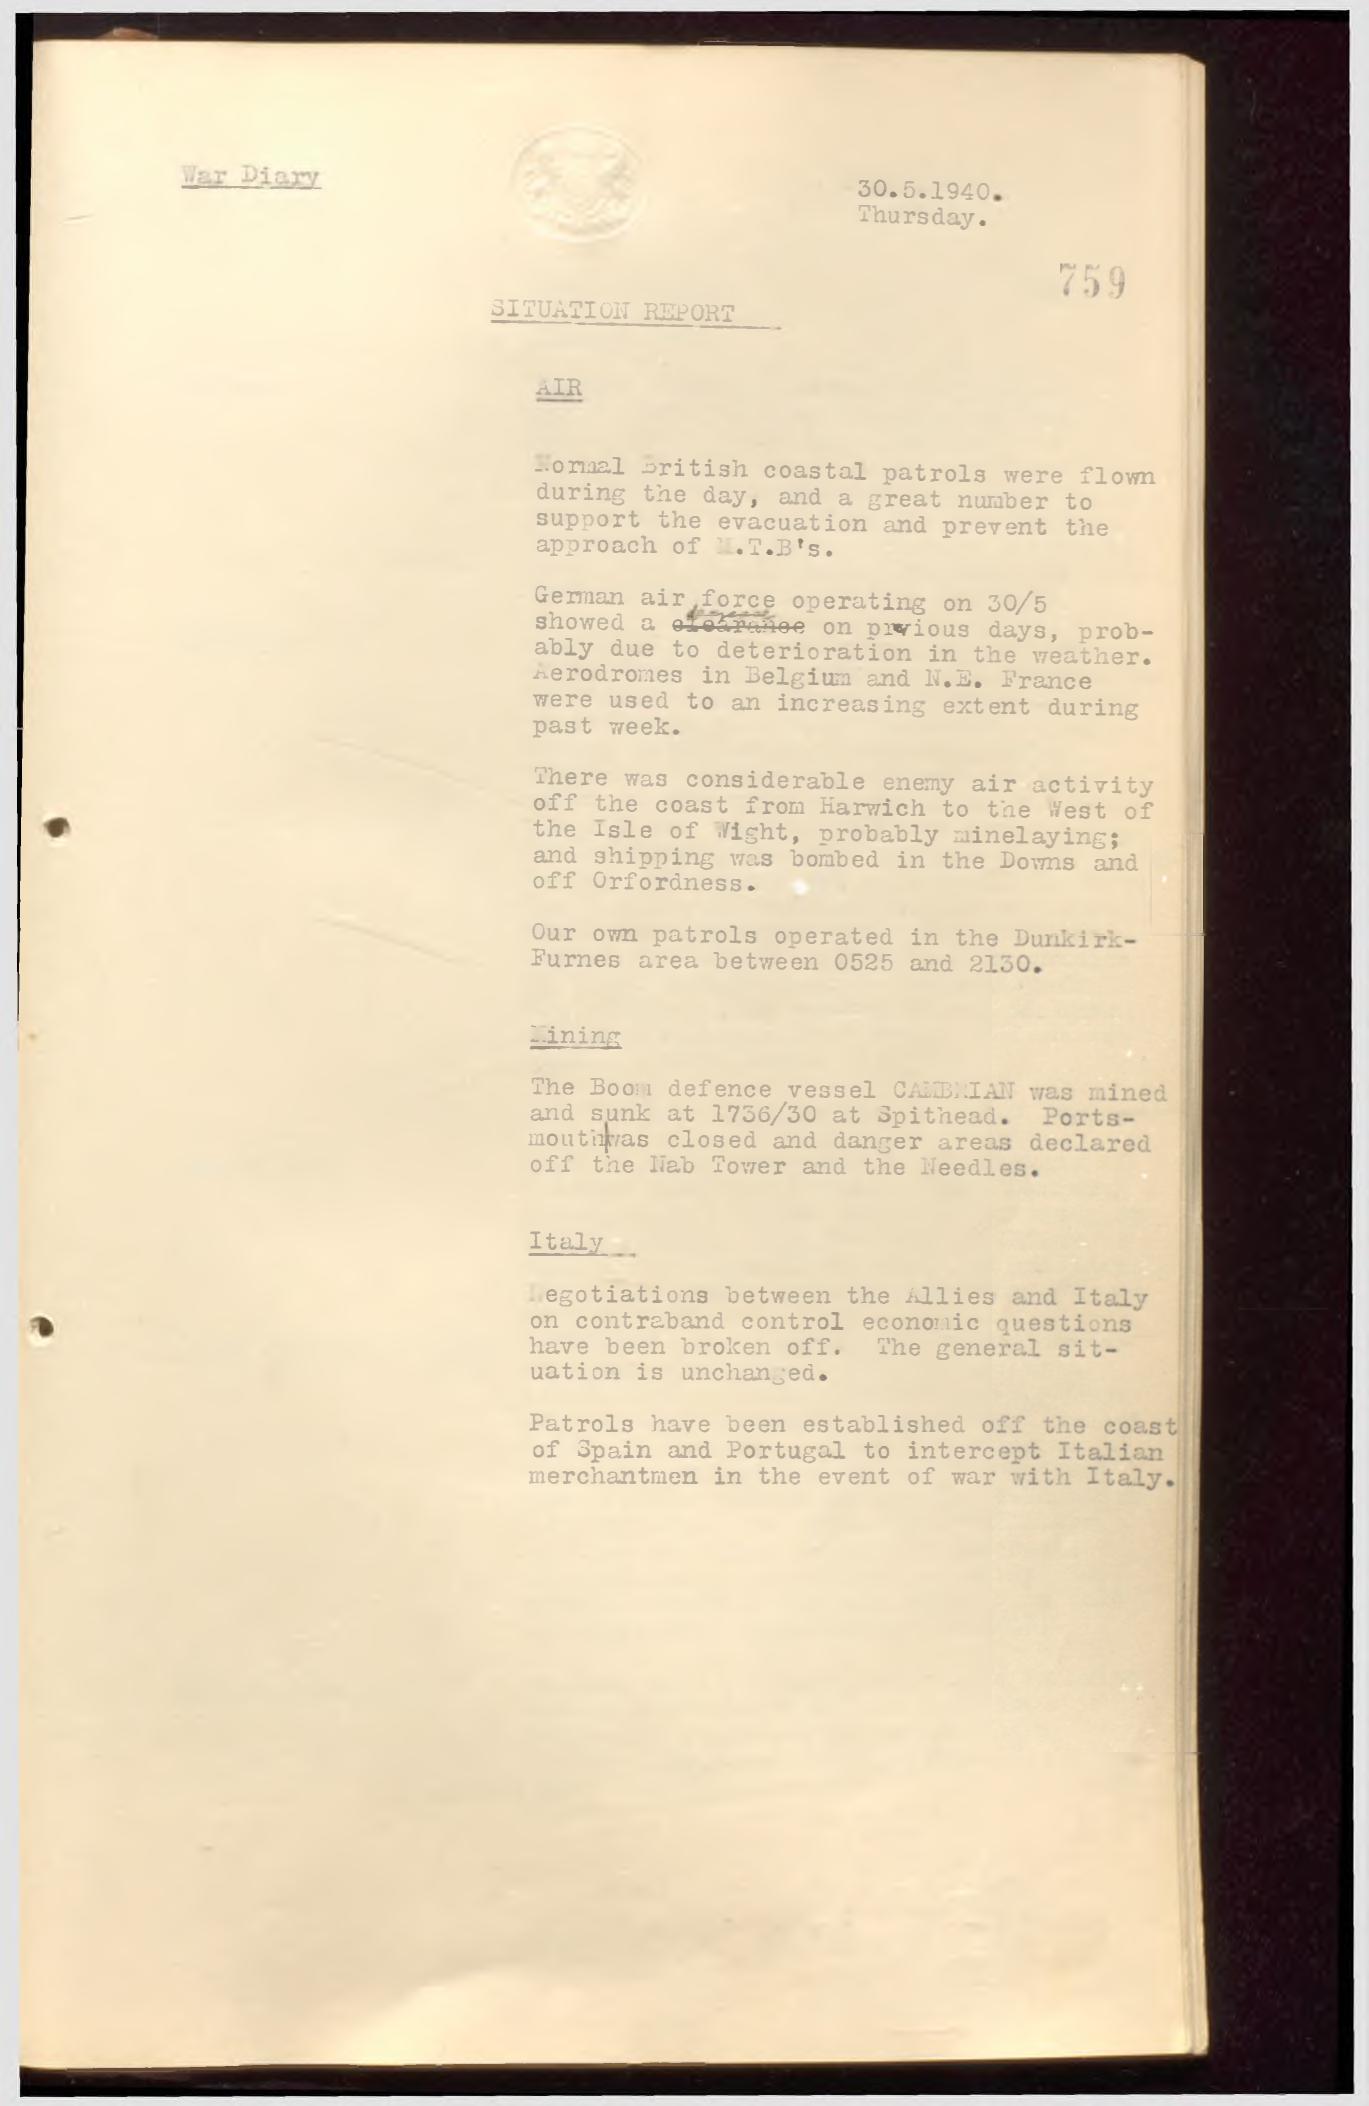 War Diary
30.5.1940.
Thursday.
759
SITUATION REPORT
AIR
Normal British coastal patrols were flown
during the day, and a great number to
support the evacuation and prevent the
approach of M.T.B's.
German air force operating on 30/5
decrease
showed a clearance on prvious days, prob-
ably due to deterioration in the weather.
Aerodromes in Belgium and N.E. France
were used to an increasing extent during
past week.
There was considerable enemy air activity
off the coast from Harwich to the West of
the Isle of Wight, probably minelaying;
and shipping was bombed in the Downs and
off Orfordness.
Our own patrols operated in the Dunkirk-
Furnes area between 0525 and 2130.
Mining
The Boom defence vessel CAMBRIAN was mined
and sunk at 1736/30 at Spithead. Ports-
mouth|was closed and danger areas declared
off the Nab Tower and the Needles.
Italy
Negotiations between the Allies and Italy
on contraband control economic questions
have been broken off. The general sit-
uation is unchanged.
Patrols have been established off the coast
of Spain and Portugal to intercept Italian
merchantmen in the event of war with Italy.